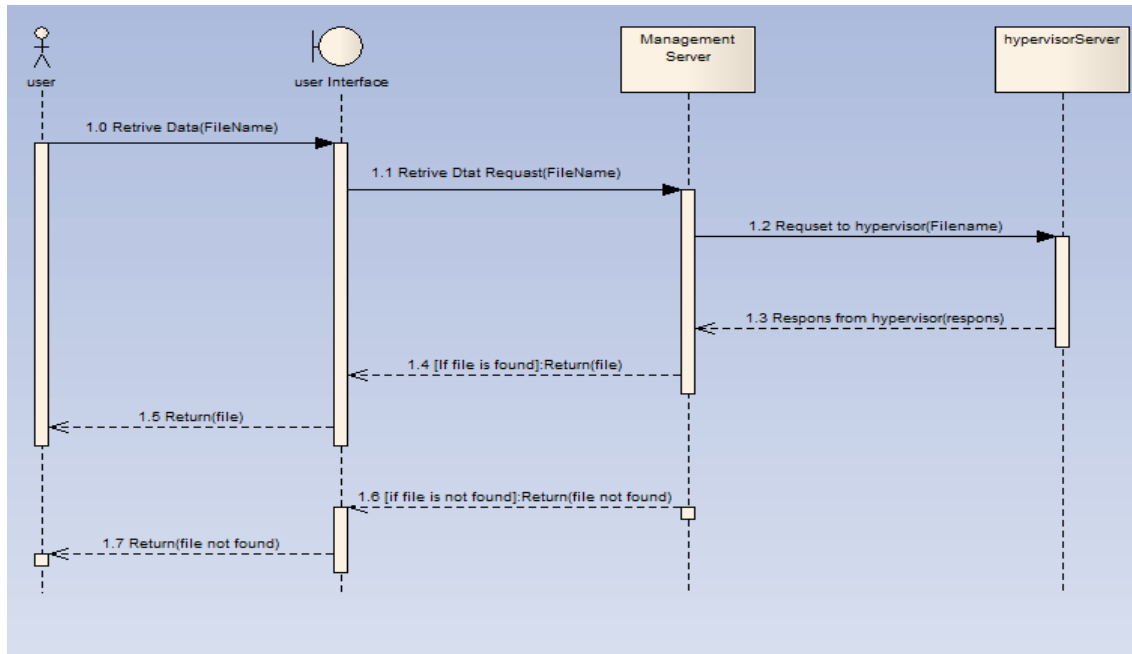 user
user Interface
Management
Server
hypervisorServer
1.0 Retrive Data(FileName)
1.1 Retrive Dtat Requast(FileName)
1.2 Requset to hypervisor(Filename)
1.3 Respons from hypervisor(respons)
1.4 [If file is found]:Return(file)
1.5 Return(file)
1.6 [if file is not found]:Return(file not found)
1.7 Return(file not found)